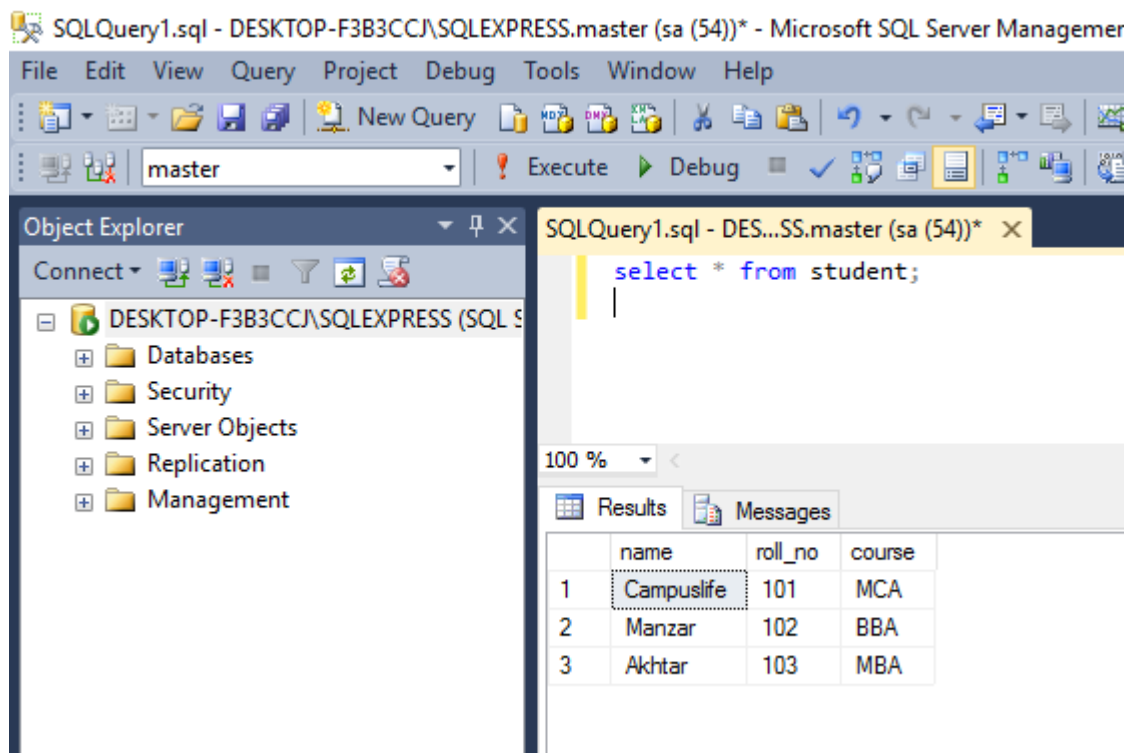 SQLQuery1.sql - DESKTOP-F3B3CCJ\SQLEXPRESS.master (sa (54))* - Microsoft SQL Server Managemen
File Edit View Query Project Debug Tools Window Help
New Query
master Execute Debug
Object Explorer
Connect
DESKTOP-F3B3CCJ\SQLEXPRESS (SQL S
Databases
Security
Server Objects
Replication
Management
SQLQuery1.sql - DES...SS.master (sa (54))*
select * from student;
100 %
Results Messages
name roll_no course
1 Campuslife 101 MCA
2 Manzar 102 BBA
3 Akhtar 103 MBA